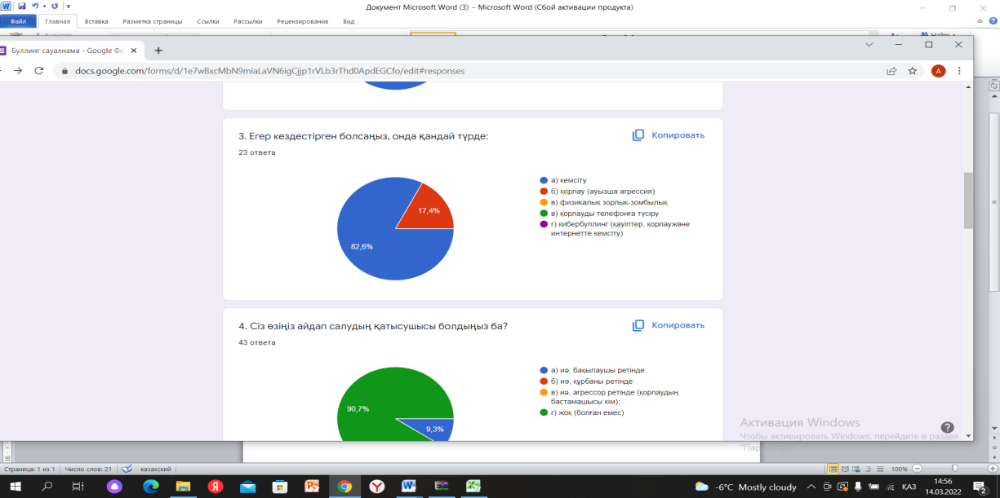 Документ Microsoft Word (3) - Microsoft Word (Сбой активации продукта)
Файл Главная Вставка Разметка страницы Ссылки Рассылки Рецензирование Вид
Буллинг сауалнама - Google Фо
docs.google.com/forms/d/1e7wBxcMbN9miaLaVN6igCjjp1rVLb3rThd0ApdEGCfo/edit#responses
A
3. Егер кездестірген болсаңыз, онда қандай түрде:
Копировать
23 ответа
а) кемсіту
б) қорлау (ауызша агрессия)
в) физикалық зорлық-зомбылық
в) қорлауды телефонға түсіру
г) кибербуллинг (қауіптер, қорлаужәне
интернетте кемсіту)
17,4%
82,6%
4. Сіз өзіңіз айдап салудың қатысушысы болдыңыз ба?
Копировать
43 ответа
а) иә, бақылаушы ретінде
б) иә, құрбаны ретінде
в) иә, агрессор ретінде (қорлаудың
бастамашысы кім);
г) жоқ (болған емес)
90,7%
9,3%
Активация Windows
Чтобы активировать Windows, перейдите в раздел
Страница: 1 из 1 Число слов: 21 казахский 100%
-6°C Mostly cloudy ҚАЗ 14:56
14.03.2022 2